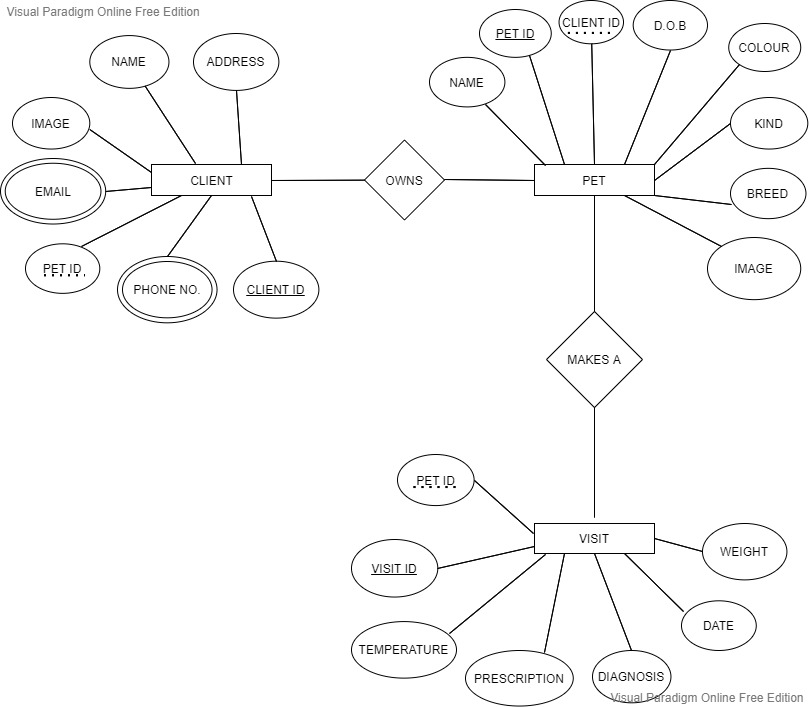 Visual Paradigm Online Free Edition
NAME
ADDRESS
IMAGE
EMAIL
PET ID
PHONE NO.
CLIENT ID
CLIENT
OWNS
PET ID
CLIENT ID
D.O.B
COLOUR
NAME
KIND
BREED
IMAGE
PET
MAKES A
PET ID
VISIT ID
VISIT
WEIGHT
DATE
TEMPERATURE
PRESCRIPTION
DIAGNOSIS
Visual Paradigm Online Free Edition